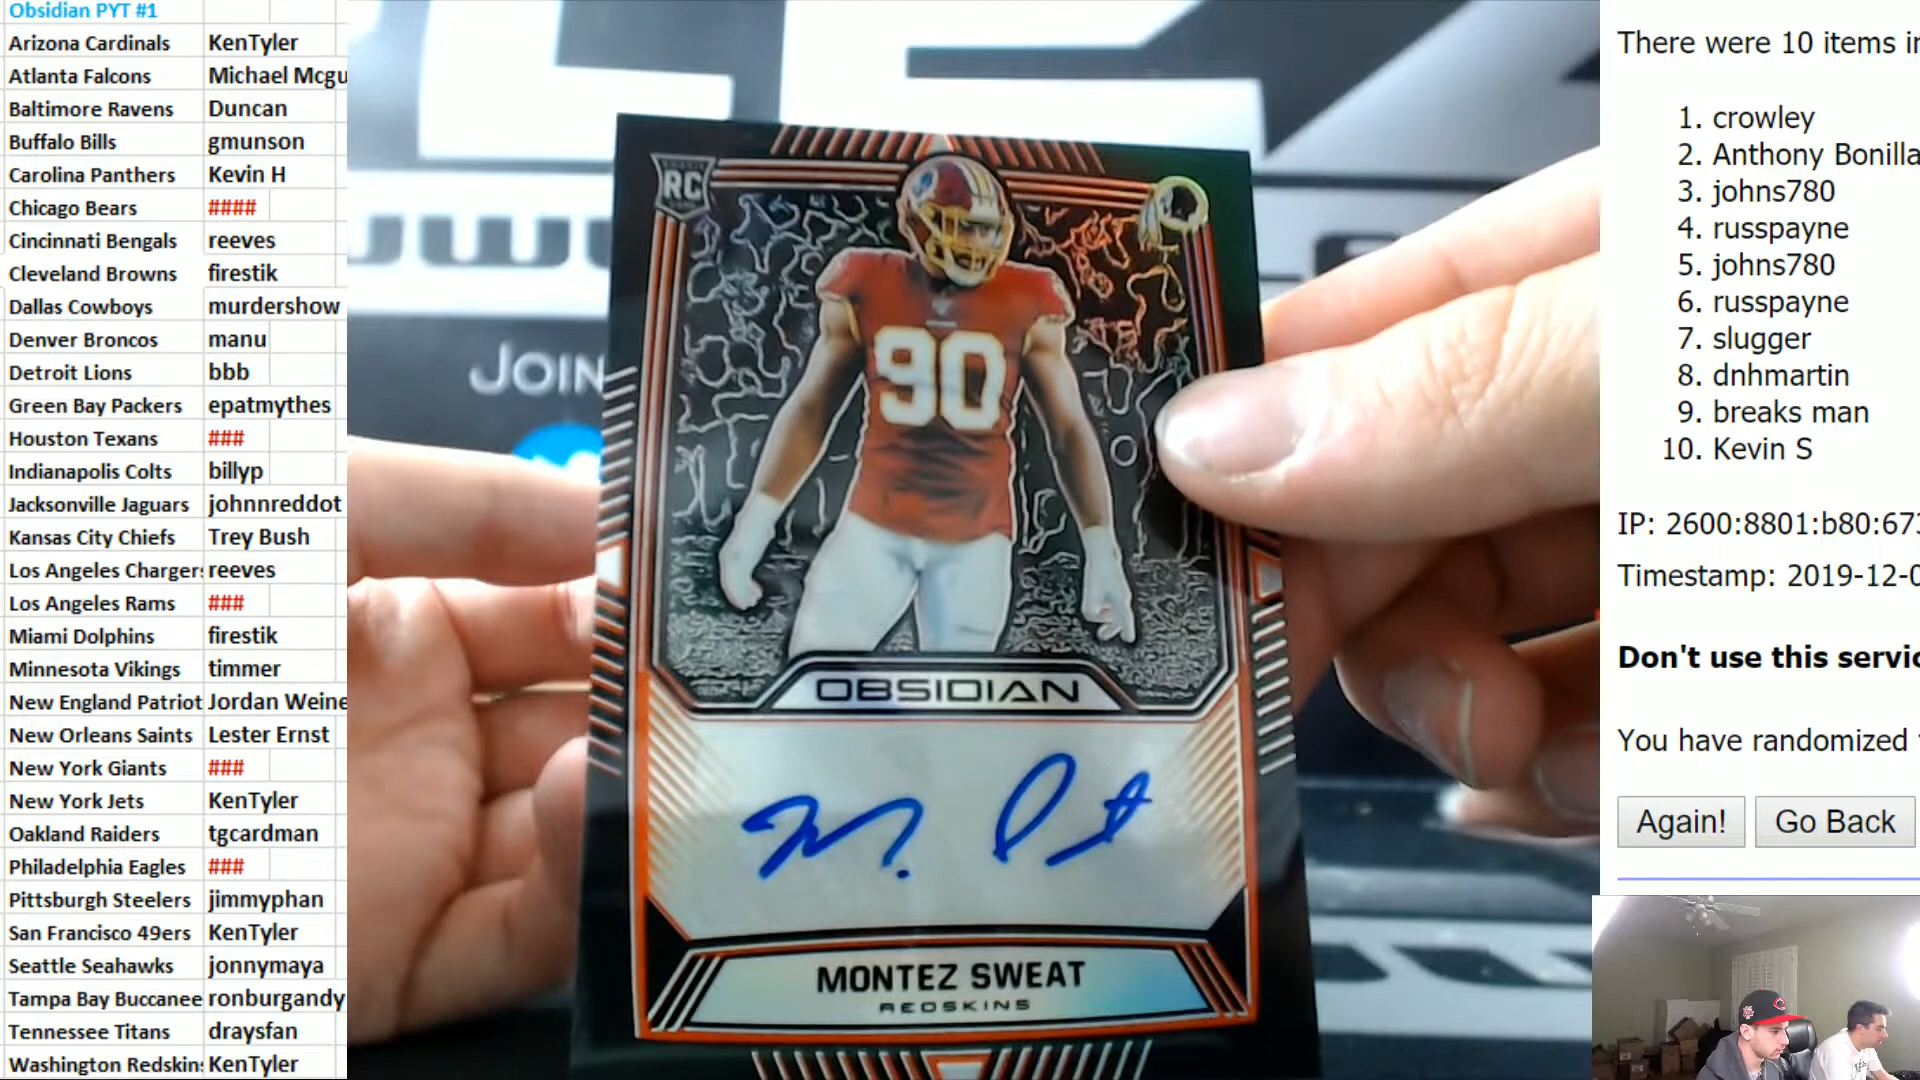 Obsidian PYT #1
Arizona Cardinals KenTyler
Atlanta Falcons Michael Mcgu
Baltimore Ravens Duncan
Buffalo Bills gmunson
Carolina Panthers Kevin H
Chicago Bears ####
Cincinnati Bengals reeves
Cleveland Browns firestik
Dallas Cowboys murdershow
Denver Broncos manu
Detroit Lions bbb
Green Bay Packers epatmythes
Houston Texans ###
Indianapolis Colts billyp
Jacksonville Jaguars johnnreddot
Kansas City Chiefs Trey Bush
Los Angeles Chargers reeves
Los Angeles Rams ###
Miami Dolphins firestik
Minnesota Vikings timmer
New England Patriot Jordan Weine
New Orleans Saints Lester Ernst
New York Giants ###
New York Jets KenTyler
Oakland Raiders tgcardman
Philadelphia Eagles ###
Pittsburgh Steelers jimmyphan
San Francisco 49ers KenTyler
Seattle Seahawks jonnymaya
Tampa Bay Buccanee ronburgandy
Tennessee Titans draysfan
Washington Redskins KenTyler
JOIN
RC
90
OBSIDIAN
MONTEZ SWEAT
REDSKINS
There were 10 items in
1. crowley
2. Anthony Bonilla
3. johns780
4. russpayne
5. johns780
6. russpayne
7. slugger
8. dnhmartin
9. breaks man
10. Kevin S
IP: 2600:8801:b80:673
Timestamp: 2019-12-0
Don't use this servic
You have randomized
Again! Go Back